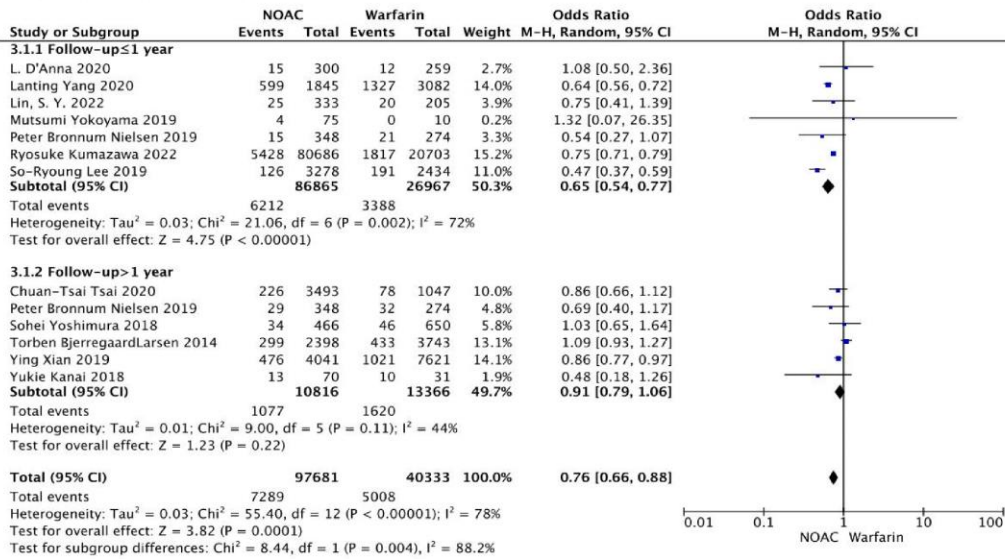 NOAC Warfarin Odds Ratio Odds Ratio
Study or Subgroup Events Total Events Total Weight M-H, Random, 95% CI M-H, Random, 95% CI
3.1.1 Follow-up≤1 year
L. D'Anna 2020 15 300 12 259 2.7% 1.08 [0.50, 2.36]
Lanting Yang 2020 599 1845 1327 3082 14.0% 0.64 [0.56, 0.72]
Lin, S. Y. 2022 25 333 20 205 3.9% 0.75 [0.41, 1.39]
Mutsumi Yokoyama 2019 4 75 0 10 0.2% 1.32 [0.07, 26.35]
Peter Bronnum Nielsen 2019 15 348 21 274 3.3% 0.54 [0.27, 1.07]
Ryosuke Kumazawa 2022 5428 80686 1817 20703 15.2% 0.75 [0.71, 0.79]
So-Ryoung Lee 2019 126 3278 191 2434 11.0% 0.47 [0.37, 0.59]
Subtotal (95% CI) 86865 26967 50.3% 0.65 [0.54, 0.77]
Total events 6212 3388
Heterogeneity: Tau² = 0.03; Chi² = 21.06, df = 6 (P = 0.002); I² = 72%
Test for overall effect: Z = 4.75 (P < 0.00001)
3.1.2 Follow-up>1 year
Chuan-Tsai Tsai 2020 226 3493 78 1047 10.0% 0.86 [0.66, 1.12]
Peter Bronnum Nielsen 2019 29 348 32 274 4.8% 0.69 [0.40, 1.17]
Sohei Yoshimura 2018 34 466 46 650 5.8% 1.03 [0.65, 1.64]
Torben BjerregaardLarsen 2014 299 2398 433 3743 13.1% 1.09 [0.93, 1.27]
Ying Xian 2019 476 4041 1021 7621 14.1% 0.86 [0.77, 0.97]
Yukie Kanai 2018 13 70 10 31 1.9% 0.48 [0.18, 1.26]
Subtotal (95% CI) 10816 13366 49.7% 0.91 [0.79, 1.06]
Total events 1077 1620
Heterogeneity: Tau² = 0.01; Chi² = 9.00, df = 5 (P = 0.11); I² = 44%
Test for overall effect: Z = 1.23 (P = 0.22)
Total (95% CI) 97681 40333 100.0% 0.76 [0.66, 0.88]
Total events 7289 5008
Heterogeneity: Tau² = 0.03; Chi² = 55.40, df = 12 (P < 0.00001); I² = 78%
Test for overall effect: Z = 3.82 (P = 0.0001)
Test for subgroup differences: Chi² = 8.44, df = 1 (P = 0.004), I² = 88.2%
0.01 0.1 1 10 100
NOAC Warfarin